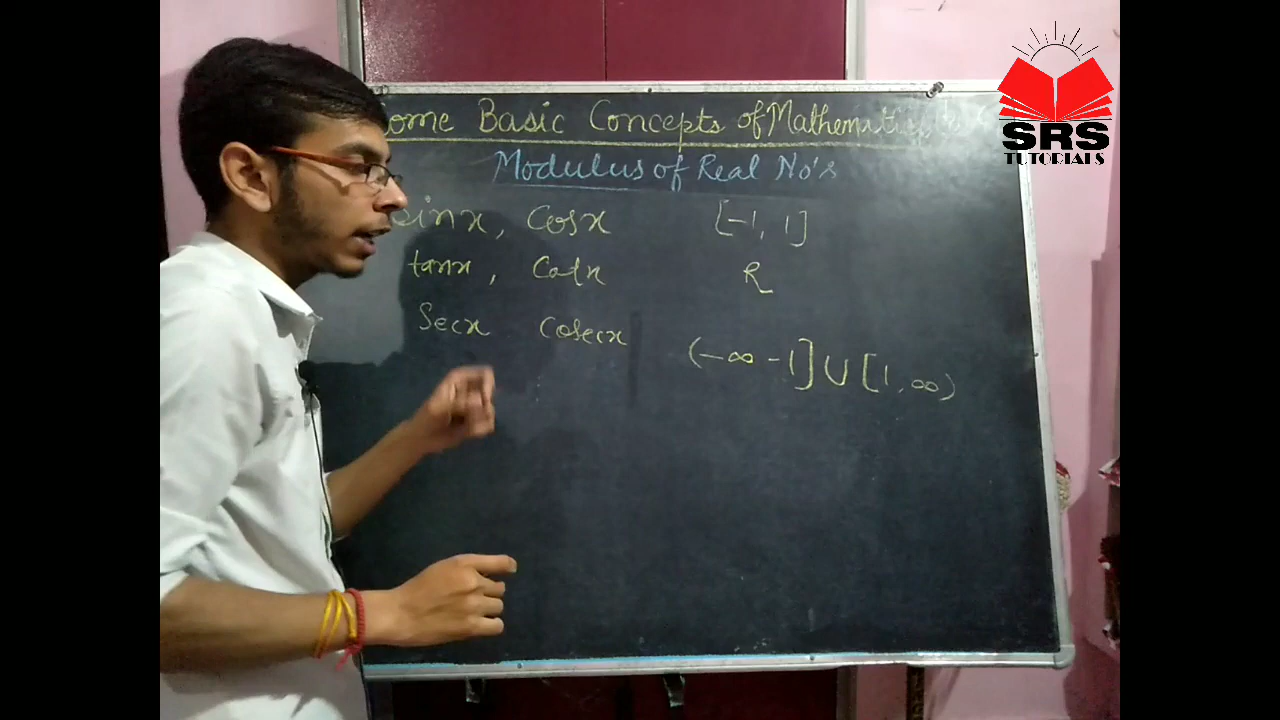 ome Basic Concepts of Mathematics
Modulus of Real No's
sinx, Cosx [-1, 1]
tanx, Cotx R
Secx Cosecx (-∞ -1] ∪ [1, ∞)
SRS
TUTORIALS